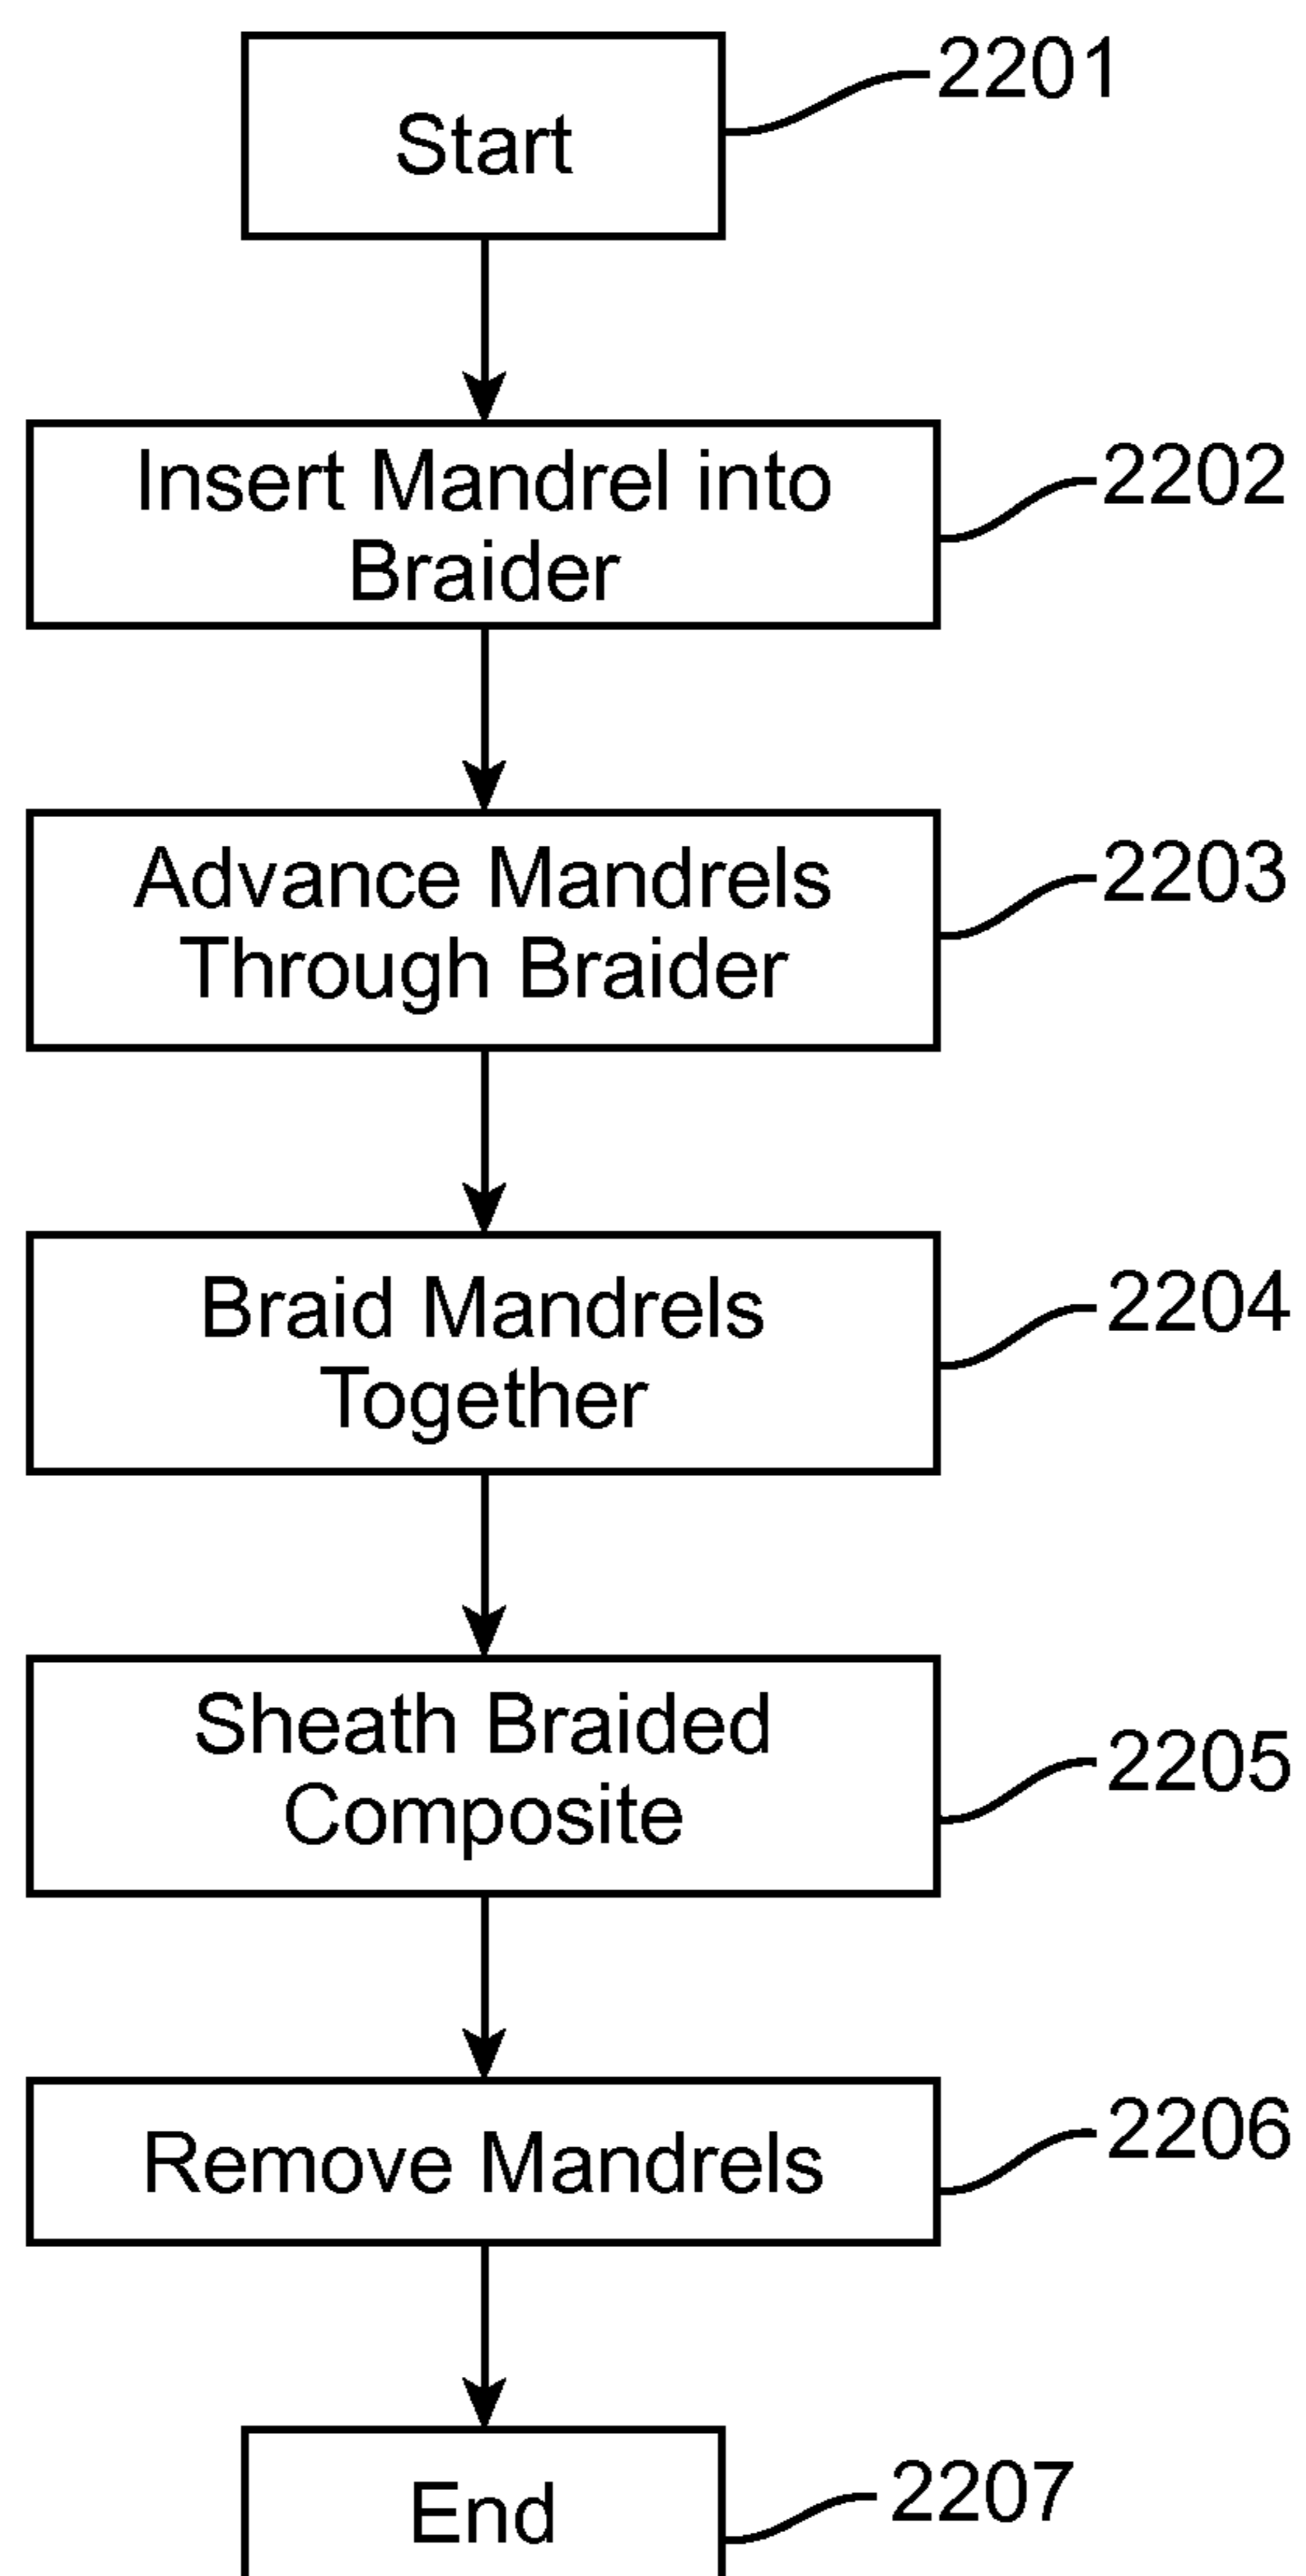 Start
2201
Insert Mandrel into
Braider
2202
Advance Mandrels
Through Braider
2203
Braid Mandrels
Together
2204
Sheath Braided
Composite
2205
Remove Mandrels
2206
End
2207